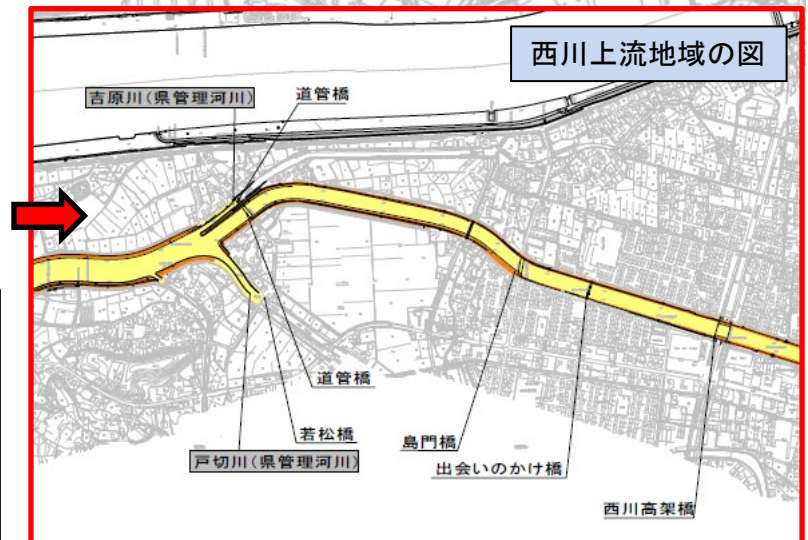 西川上流地域の図
吉原川(県管理河川)
道管橋
道管橋
若松橋
戸切川(県管理河川)
島門橋
出会いのかけ橋
西川高架橋